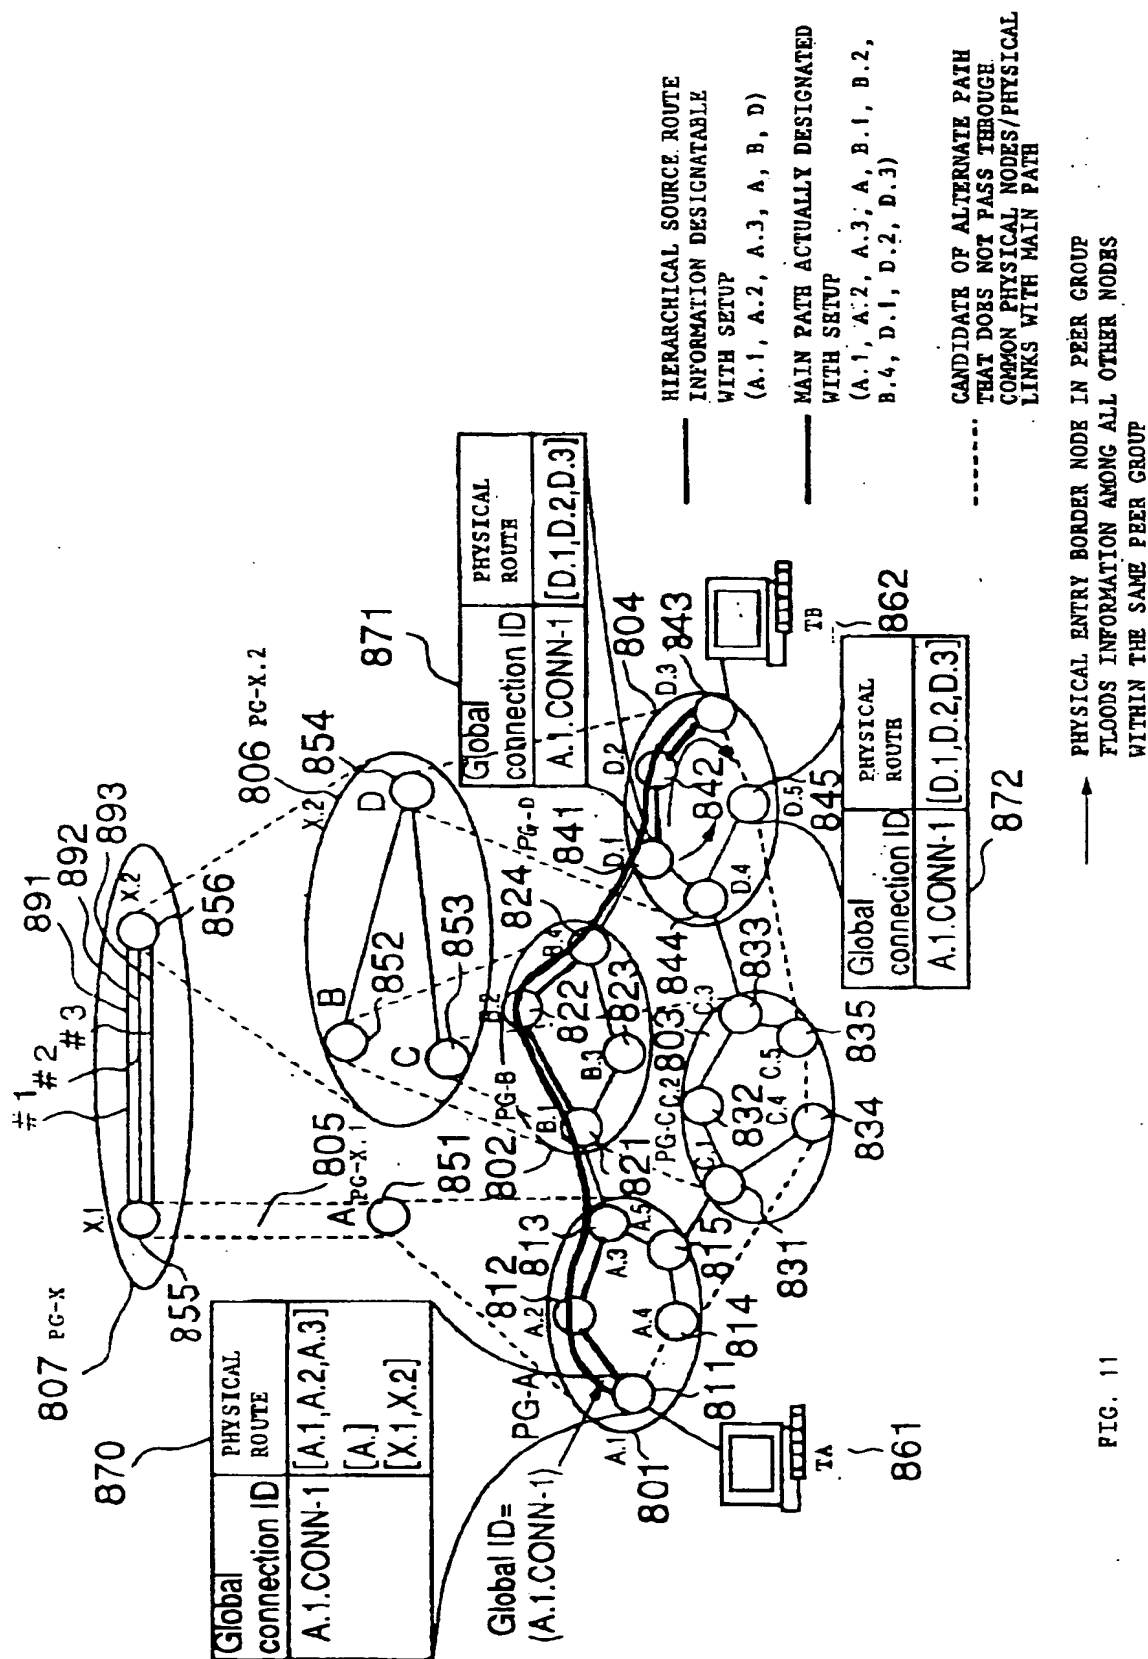 807 PG-X
#1
#2
#3
891
892
893
X.1
X.2
855
856
805
PG-X.1
A
851
806 PG-X.2
X.2
854
B
852
C
853
D
870
Global
connection ID
PHYSICAL
ROUTE
A.1.CONN-1
[A.1,A.2,A.3]
[A.]
[X.1,X.2]
871
Global
connection ID
PHYSICAL
ROUTE
A.1.CONN-1
[D.1,D.2,D.3]
Global ID=
(A.1.CONN-1)
PG-A
801
A.1
811
A.2
812
A.3
813
A.4
814
A.5
815
802
PG-B
B.1
821
B.2
822
B.3
823
B.4
824
803
PG-C
C.1
831
C.2
832
C.3
833
C.4
834
C.5
835
804
PG-D
D.1
841
D.2
842
D.3
843
D.4
844
D.5
845
TA
861
TB
862
Global
connection ID
PHYSICAL
ROUTE
A.1.CONN-1
[D.1,D.2,D.3]
872
HIERARCHICAL SOURCE ROUTE
INFORMATION DESIGNATABLE
WITH SETUP
(A.1, A.2, A.3, A, B, D)
MAIN PATH ACTUALLY DESIGNATED
WITH SETUP
(A.1, A.2, A.3, A, B.1, B.2,
B.4, D.1, D.2, D.3)
CANDIDATE OF ALTERNATE PATH
THAT DOES NOT PASS THROUGH
COMMON PHYSICAL NODES/PHYSICAL
LINKS WITH MAIN PATH
PHYSICAL ENTRY BORDER NODE IN PEER GROUP
FLOODS INFORMATION AMONG ALL OTHER NODES
WITHIN THE SAME PEER GROUP
FIG. 11